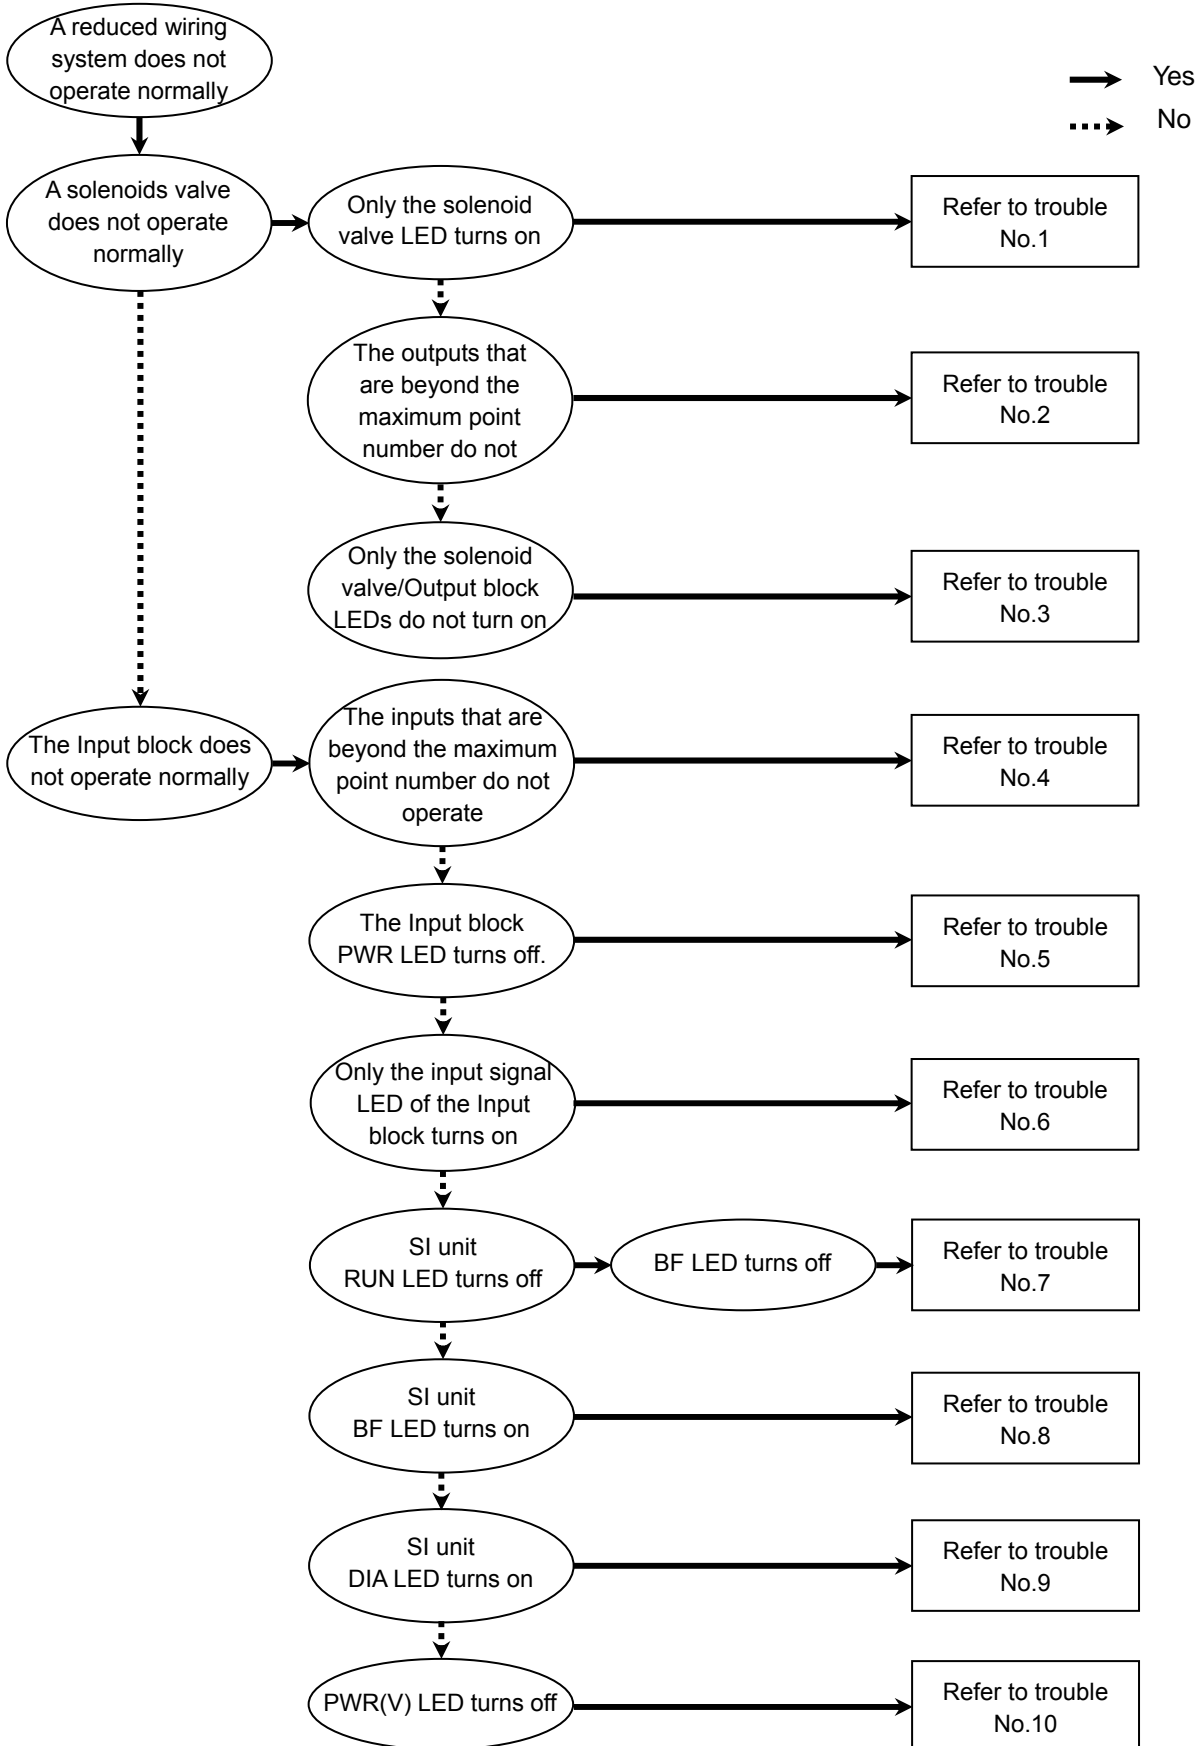 A reduced wiring
system does not
operate normally
Yes
No
A solenoids valve
does not operate
normally
Only the solenoid
valve LED turns on
Refer to trouble
No.1
The outputs that
are beyond the
maximum point
number do not
Refer to trouble
No.2
Only the solenoid
valve/Output block
LEDs do not turn on
Refer to trouble
No.3
The Input block does
not operate normally
The inputs that are
beyond the maximum
point number do not
operate
Refer to trouble
No.4
The Input block
PWR LED turns off.
Refer to trouble
No.5
Only the input signal
LED of the Input
block turns on
Refer to trouble
No.6
SI unit
RUN LED turns off
BF LED turns off
Refer to trouble
No.7
SI unit
BF LED turns on
Refer to trouble
No.8
SI unit
DIA LED turns on
Refer to trouble
No.9
PWR(V) LED turns off
Refer to trouble
No.10